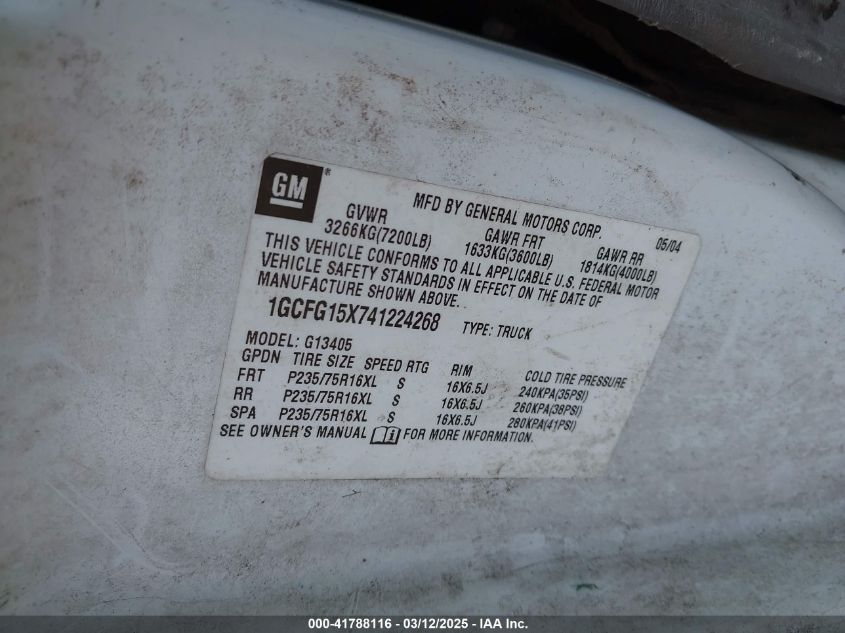 GM ®
MFD BY GENERAL MOTORS CORP. 05/04
GVWR GAWR FRT GAWR RR
3266KG(7200LB) 1633KG(3600LB) 1814KG(4000LB)
THIS VEHICLE CONFORMS TO ALL APPLICABLE U.S. FEDERAL MOTOR
VEHICLE SAFETY STANDARDS IN EFFECT ON THE DATE OF
MANUFACTURE SHOWN ABOVE.
1GCFG15X741224268 TYPE: TRUCK
MODEL: G13405
GPDN TIRE SIZE SPEED RTG RIM COLD TIRE PRESSURE
FRT P235/75R16XL S 16X6.5J 240KPA(35PSI)
RR P235/75R16XL S 16X6.5J 260KPA(38PSI)
SPA P235/75R16XL S 16X6.5J 280KPA(41PSI)
SEE OWNER'S MANUAL FOR MORE INFORMATION.
000-41788116 - 03/12/2025 - IAA Inc.